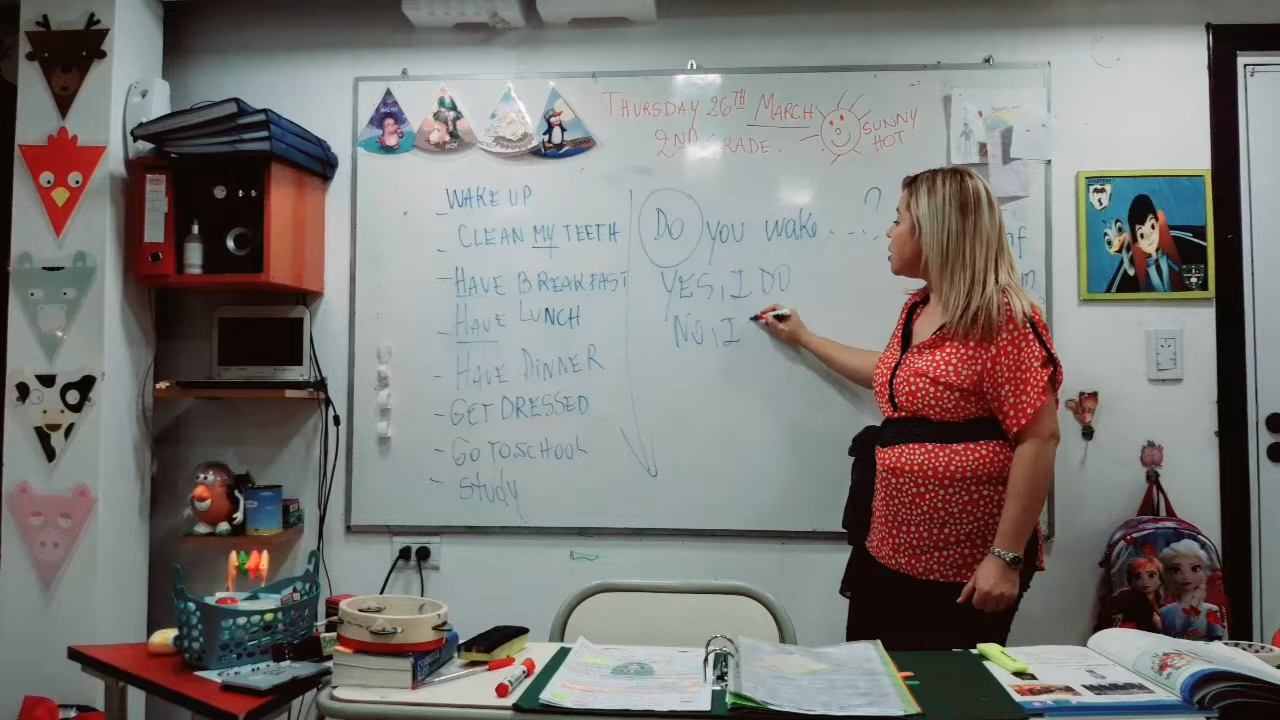 THURSDAY 26TH MARCH
2ND GRADE.
SUNNY
HOT
- WAKE UP
- CLEAN MY TEETH
- HAVE BREAKFAST
- HAVE LUNCH
- HAVE DINNER
- GET DRESSED
- GO TO SCHOOL
- STUDY
DO you wake.....?
YES, I DO
NO, I